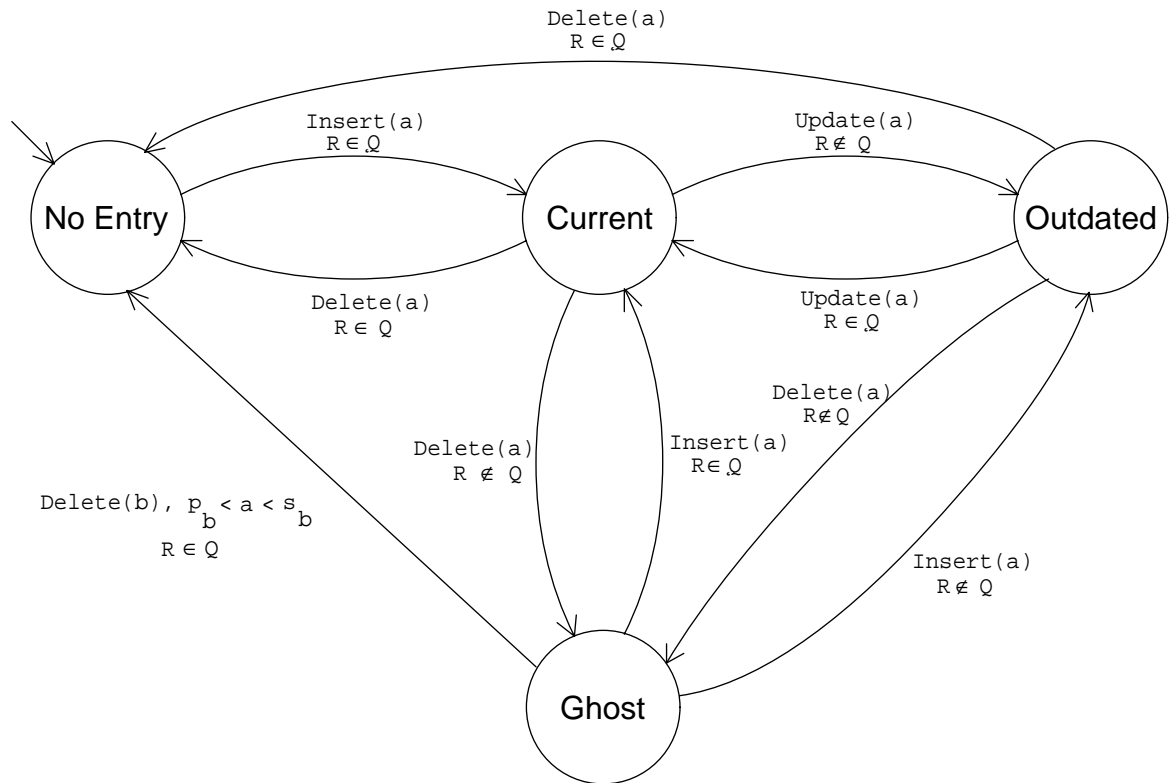 Delete(a)
R ∈ Q
Insert(a)
R ∈ Q
Update(a)
R ∉ Q
No Entry
Current
Outdated
Delete(a)
R ∈ Q
Update(a)
R ∈ Q
Delete(a)
R ∉ Q
Delete(a)
R ∉ Q
Insert(a)
R ∈ Q
Delete(b), p_b < a < s_b
R ∈ Q
Insert(a)
R ∉ Q
Ghost